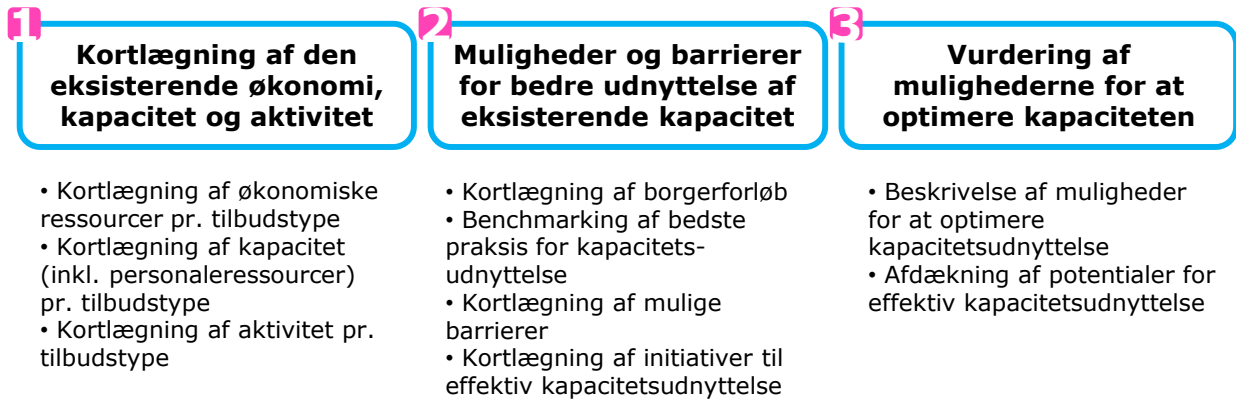 1
Kortlægning af den
eksisterende økonomi,
kapacitet og aktivitet
• Kortlægning af økonomiske
ressourcer pr. tilbudstype
• Kortlægning af kapacitet
(inkl. personaleressourcer)
pr. tilbudstype
• Kortlægning af aktivitet pr.
tilbudstype
2
Muligheder og barrierer
for bedre udnyttelse af
eksisterende kapacitet
• Kortlægning af borgerforløb
• Benchmarking af bedste
praksis for kapacitets-
udnyttelse
• Kortlægning af mulige
barrierer
• Kortlægning af initiativer til
effektiv kapacitetsudnyttelse
3
Vurdering af
mulighederne for at
optimere kapaciteten
• Beskrivelse af muligheder
for at optimere
kapacitetsudnyttelse
• Afdækning af potentialer for
effektiv kapacitetsudnyttelse